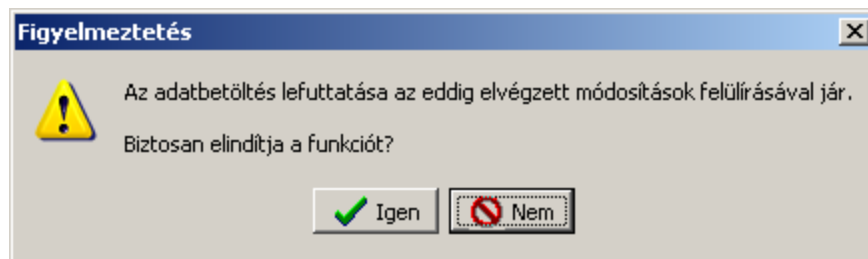 Figyelmeztetés
Az adatbetöltés lefuttatása az eddig elvégzett módosítások felülírásával jár.
Biztosan elindítja a funkciót?
Igen
Nem